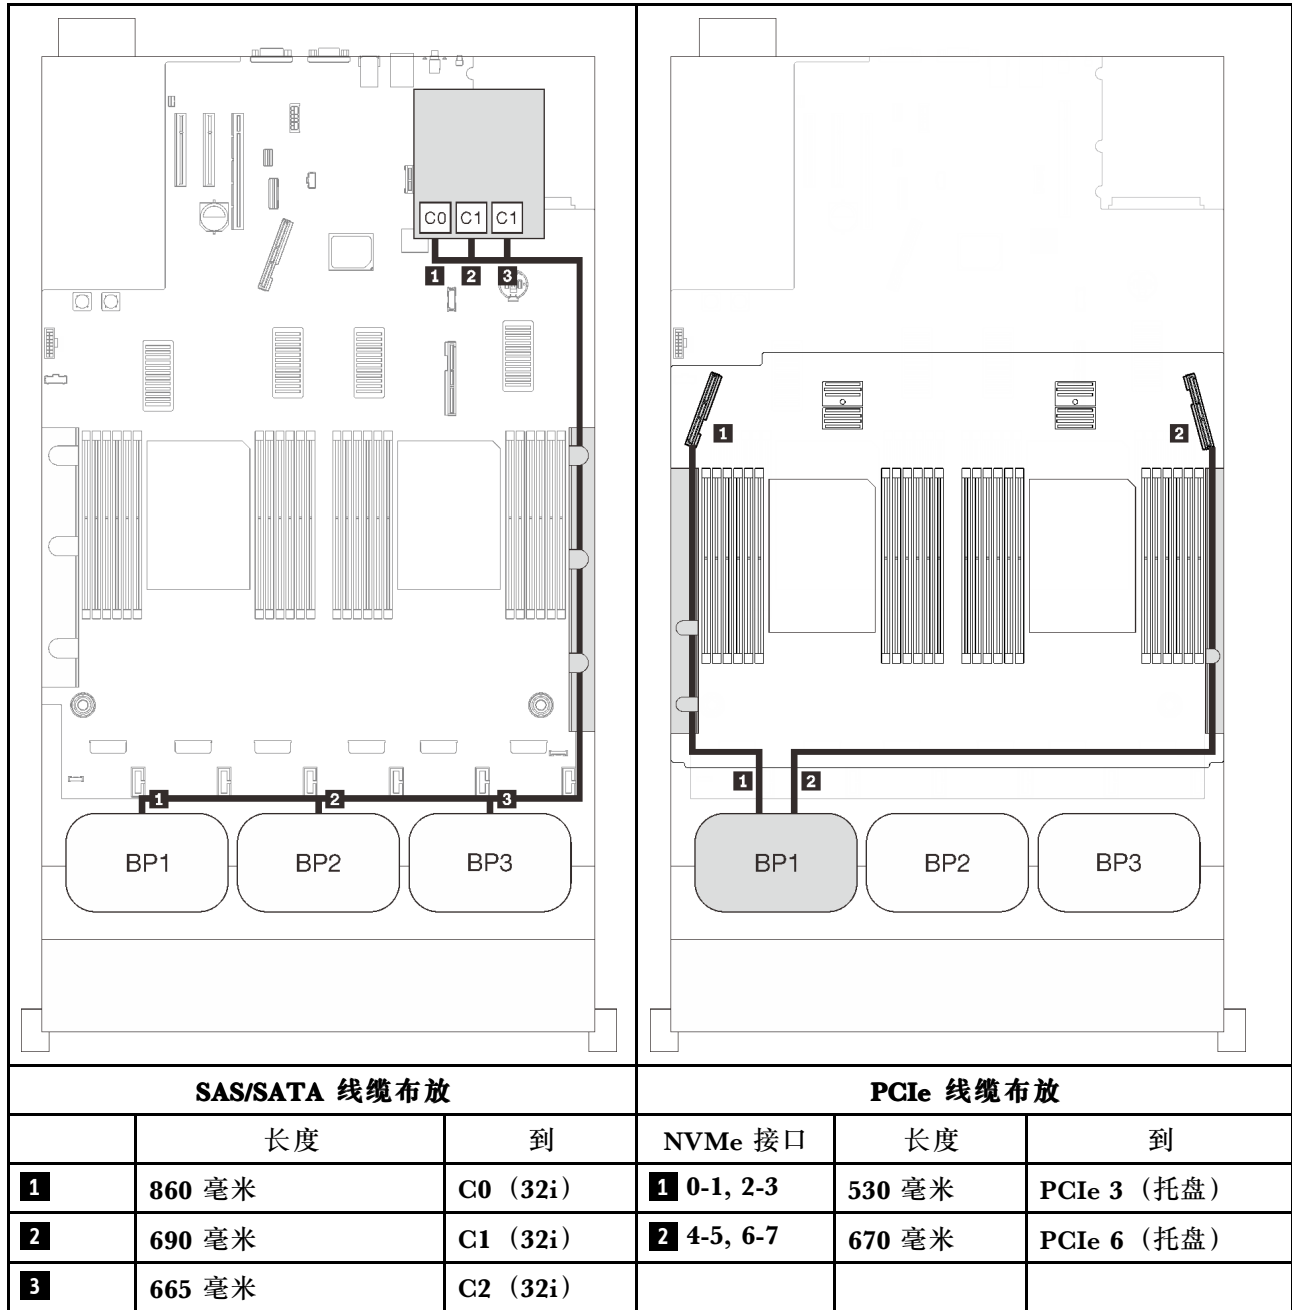 C0 C1 C1
1 2 3
1 2 3
BP1 BP2 BP3
1 2
1 2
BP1 BP2 BP3
SAS/SATA 线缆布放 PCIe 线缆布放
长度 到 NVMe 接口 长度 到
1 860 毫米 C0（32i） 1 0-1, 2-3 530 毫米 PCIe 3（托盘）
2 690 毫米 C1（32i） 2 4-5, 6-7 670 毫米 PCIe 6（托盘）
3 665 毫米 C2（32i）